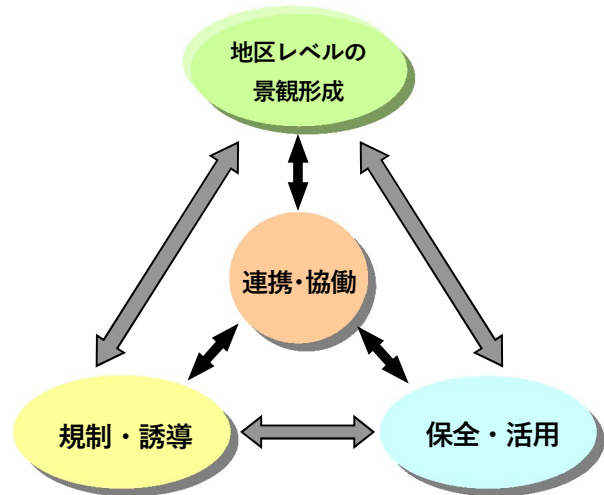 地区レベルの
景観形成
連携･協働
規制・誘導
保全・活用